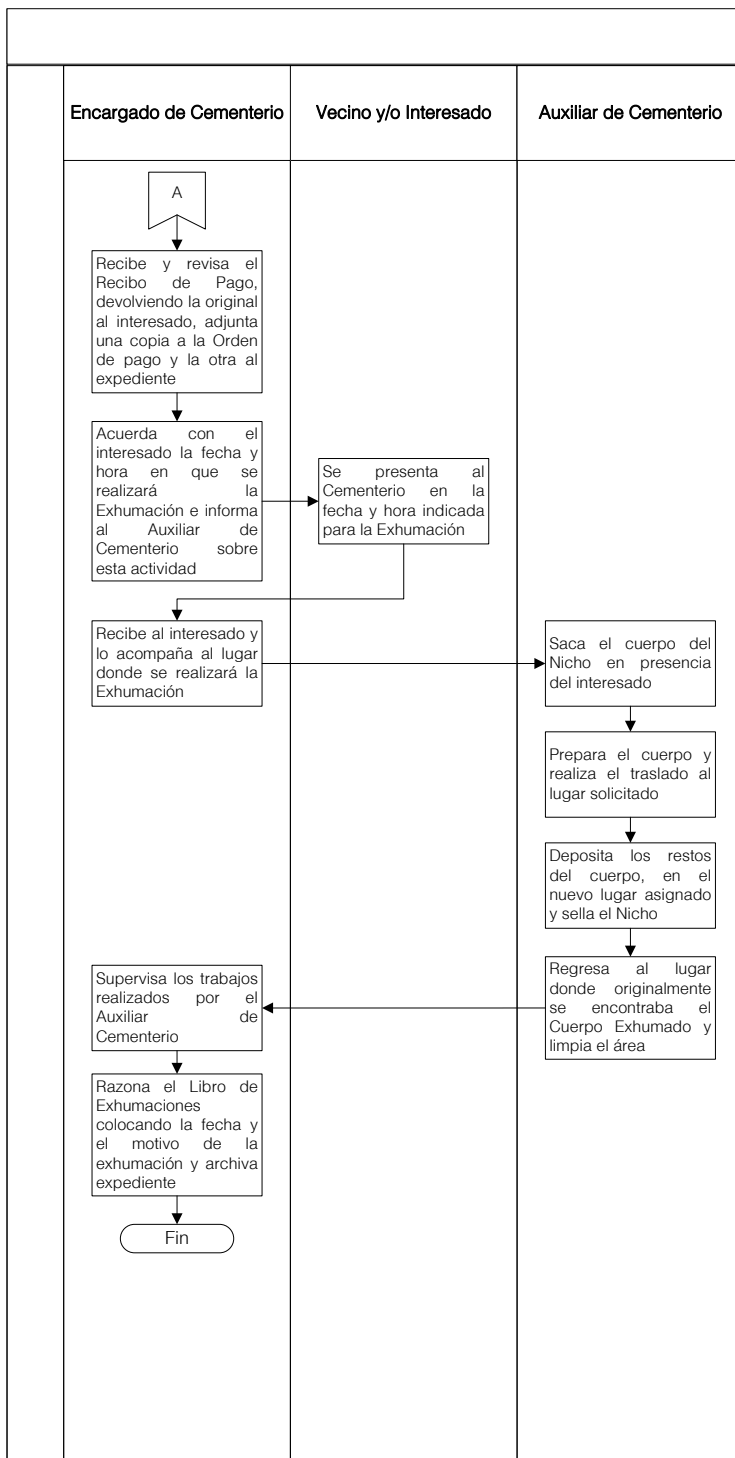 Encargado de Cementerio
Vecino y/o Interesado
Auxiliar de Cementerio
A
Recibe y revisa el
Recibo de Pago,
devolviendo la original
al interesado, adjunta
una copia a la Orden
de pago y la otra al
expediente
Acuerda con el
interesado la fecha y
hora en que se
realizará la
Exhumación e informa
al Auxiliar de
Cementerio sobre
esta actividad
Se presenta al
Cementerio en la
fecha y hora indicada
para la Exhumación
Recibe al interesado y
lo acompaña al lugar
donde se realizará la
Exhumación
Saca el cuerpo del
Nicho en presencia
del interesado
Prepara el cuerpo y
realiza el traslado al
lugar solicitado
Deposita los restos
del cuerpo, en el
nuevo lugar asignado
y sella el Nicho
Regresa al lugar
donde originalmente
se encontraba el
Cuerpo Exhumado y
limpia el área
Supervisa los trabajos
realizados por el
Auxiliar de
Cementerio
Razona el Libro de
Exhumaciones
colocando la fecha y
el motivo de la
exhumación y archiva
expediente
Fin